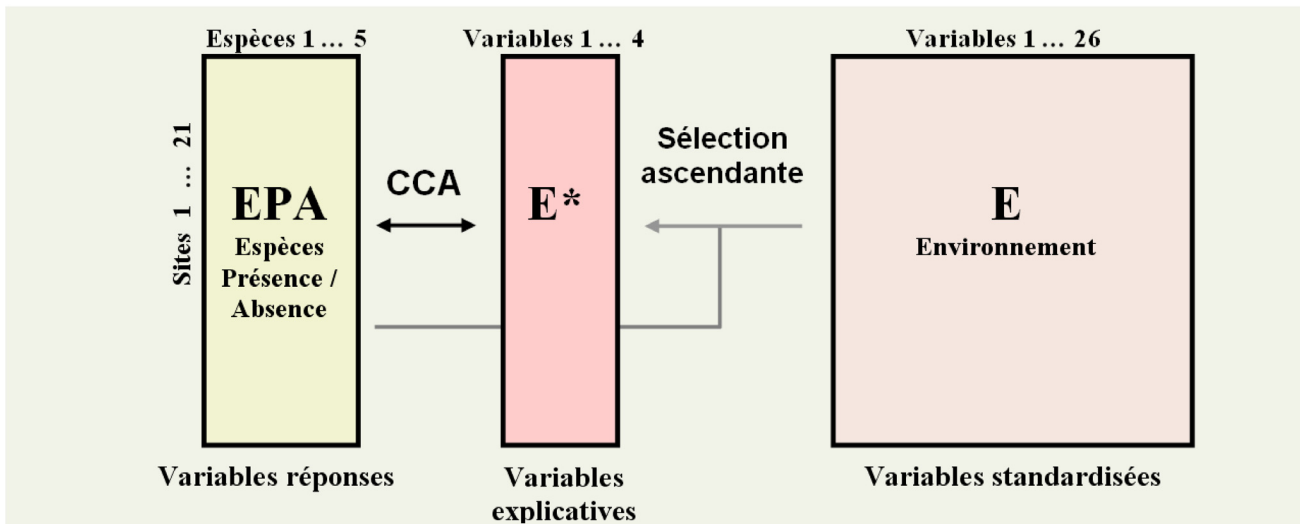 Espèces 1 ... 5
Variables 1 ... 4
Variables 1 ... 26
Sites 1 ... 21
EPA
Espèces
Présence /
Absence
CCA
E*
Sélection
ascendante
E
Environnement
Variables réponses
Variables
explicatives
Variables standardisées